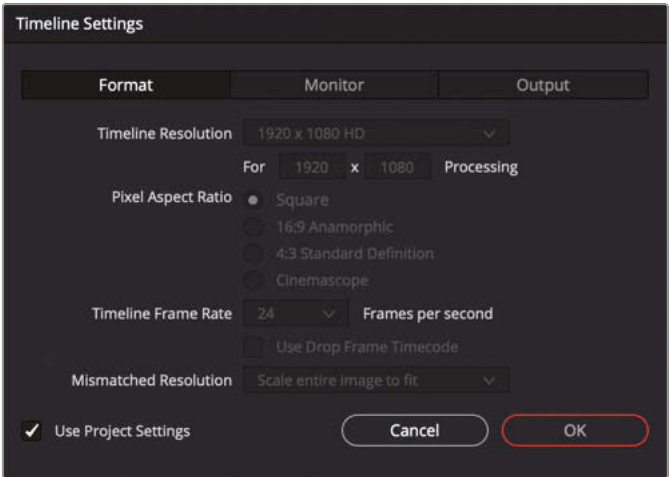 Timeline Settings
Format Monitor Output
Timeline Resolution 1920 x 1080 HD
For 1920 x 1080 Processing
Pixel Aspect Ratio Square
16:9 Anamorphic
4:3 Standard Definition
Cinemascope
Timeline Frame Rate 24 Frames per second
Use Drop Frame Timecode
Mismatched Resolution Scale entire image to fit
Use Project Settings Cancel OK